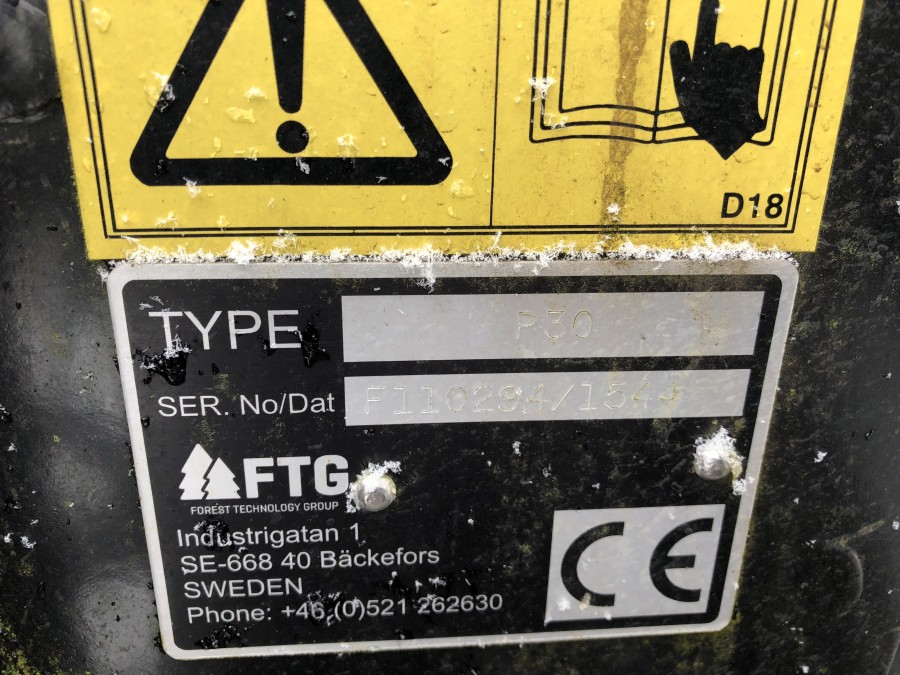 D18
TYPE P30
SER. No/Dat F110294/1544
FTG
FOREST TECHNOLOGY GROUP
Industrigatan 1
SE-668 40 Bäckefors
SWEDEN
Phone: +46 (0)521 262630
CE